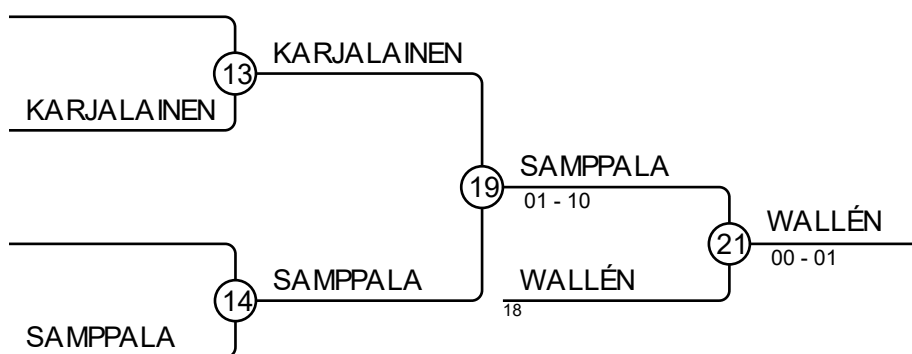 KARJALAINEN
13
KARJALAINEN
SAMPPALA
19
01 - 10
WALLÉN
21
00 - 01
SAMPPALA
14
WALLÉN
18
SAMPPALA